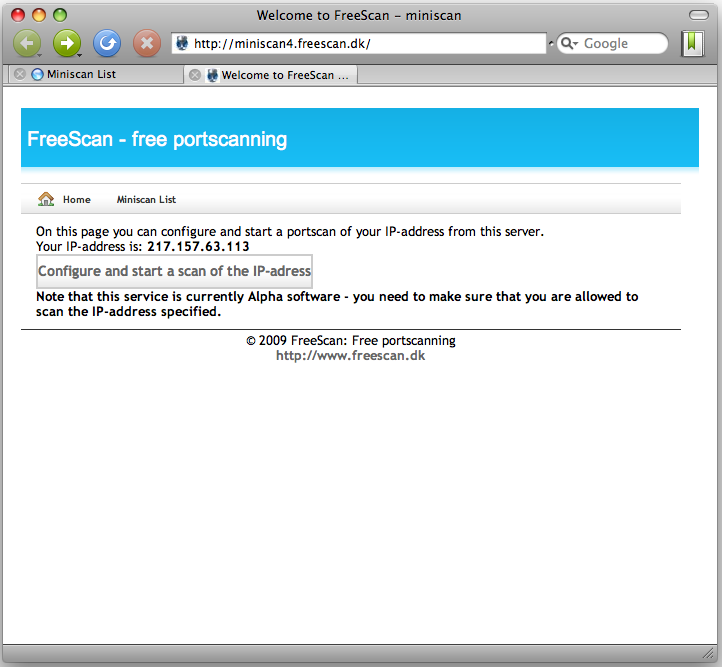 Welcome to FreeScan – miniscan
http://miniscan4.freescan.dk/
Google
Miniscan List
Welcome to FreeScan ...
FreeScan - free portscanning
Home
Miniscan List
On this page you can configure and start a portscan of your IP-address from this server.
Your IP-address is: 217.157.63.113
Configure and start a scan of the IP-adress
Note that this service is currently Alpha software - you need to make sure that you are allowed to
scan the IP-address specified.
© 2009 FreeScan: Free portscanning
http://www.freescan.dk